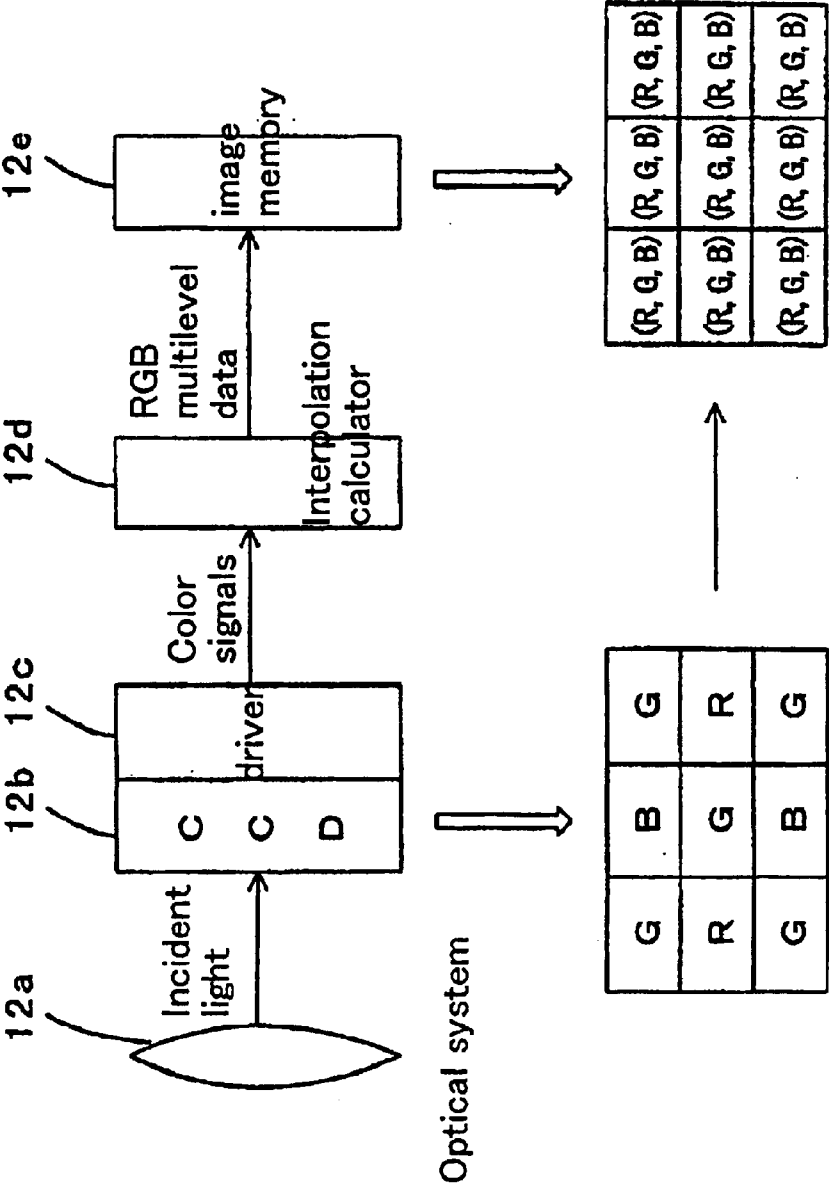 12a
12b
12c
12d
12e
Incident
light
C
C
D
driver
Color
signals
Interpolation
calculator
RGB
multilevel
data
image
memory
Optical system
G B G
R G R
G B G
(R, G, B) (R, G, B) (R, G, B)
(R, G, B) (R, G, B) (R, G, B)
(R, G, B) (R, G, B) (R, G, B)